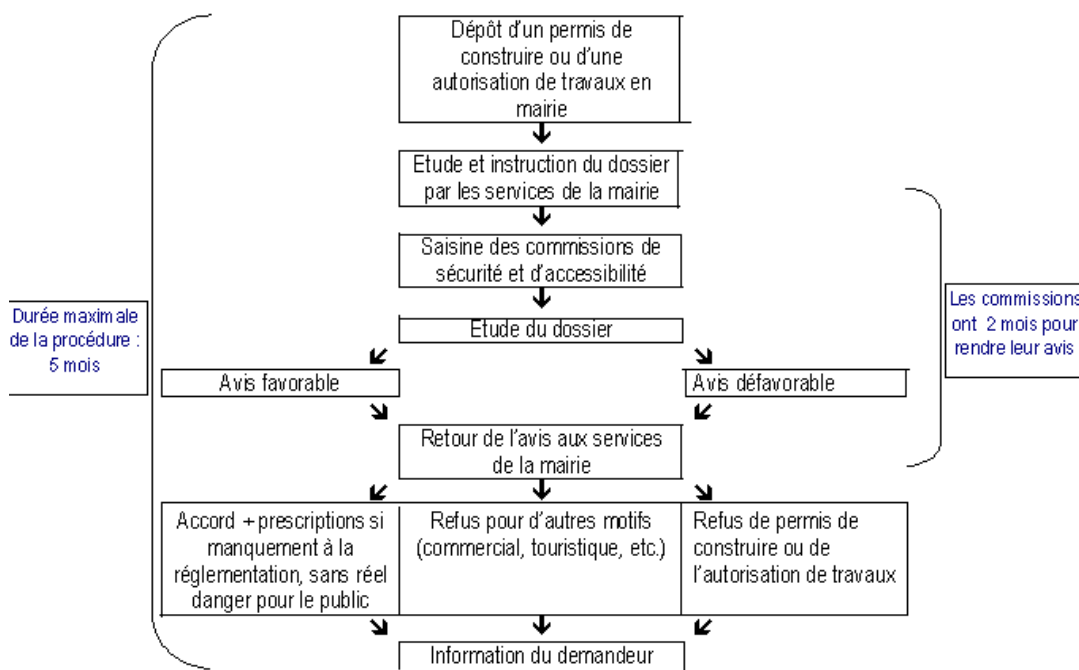 Dépôt d'un permis de
construire ou d'une
autorisation de travaux en
mairie
Etude et instruction du dossier
par les services de la mairie
Saisine des commissions de
sécurité et d'accessibilité
Etude du dossier
Durée maximale
de la procédure :
5 mois
Les commissions
ont 2 mois pour
rendre leur avis
Avis favorable
Avis défavorable
Retour de l'avis aux services
de la mairie
Accord + prescriptions si
manquement à la
réglementation, sans réel
danger pour le public
Refus pour d'autres motifs
(commercial, touristique, etc.)
Refus de permis de
construire ou de
l'autorisation de travaux
Information du demandeur